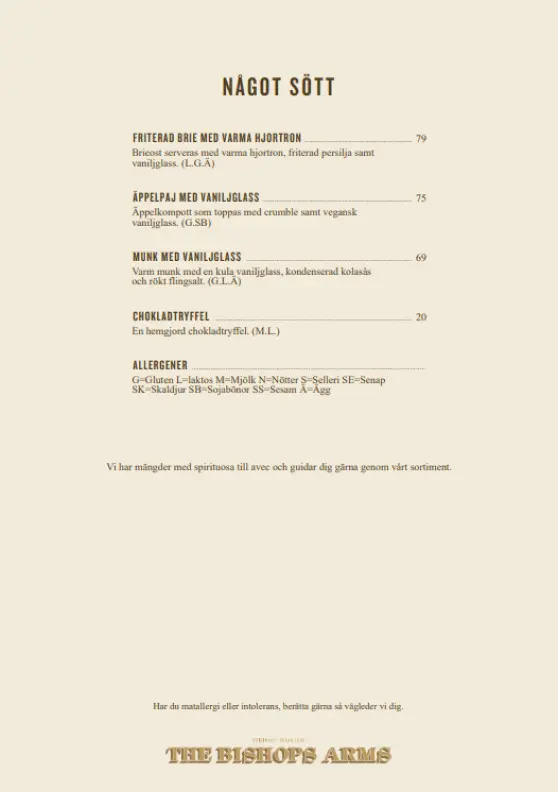 NÅGOT SÖTT
FRITERAD BRIE MED VARMA HJORTRON 79
Brieost serveras med varma hjortron, friterad persilja samt
vaniljglass. (L.G.Ä)
ÄPPELPAJ MED VANILJGLASS 75
Äppelkompott som toppas med crumble samt vegansk
vaniljglass. (G.SB)
MUNK MED VANILJGLASS 69
Varm munk med en kula vaniljglass, kondenserad kolasås
och rökt flingsalt. (G.L.Ä)
CHOKLADTRYFFEL 20
En hemgjord chokladtryffel. (M.L.)
ALLERGENER
G=Gluten L=laktos M=Mjölk N=Nötter S=Selleri SE=Senap
SK=Skaldjur SB=Sojabönor SS=Sesam Ä=Ägg
Vi har mängder med spirituosa till avec och guidar dig gärna genom vårt sortiment.
Har du matallergi eller intolerans, berätta gärna så vägleder vi dig.
THE BISHOPS ARMS